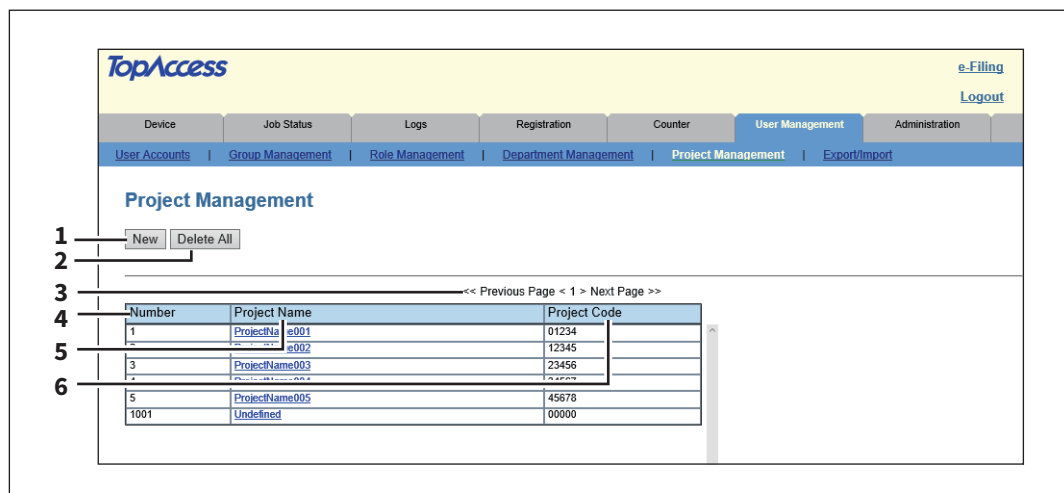 TopAccess
e-Filing
Logout
Device Job Status Logs Registration Counter User Management Administration
User Accounts | Group Management | Role Management | Department Management | Project Management | Export/Import
Project Management
1
New Delete All
2
3
<< Previous Page < 1 > Next Page >>
4
Number Project Name Project Code
1 01234
5
12345
3 ProjectName003 23456
6
5 ProjectName005 45678
1001 Undefined 00000